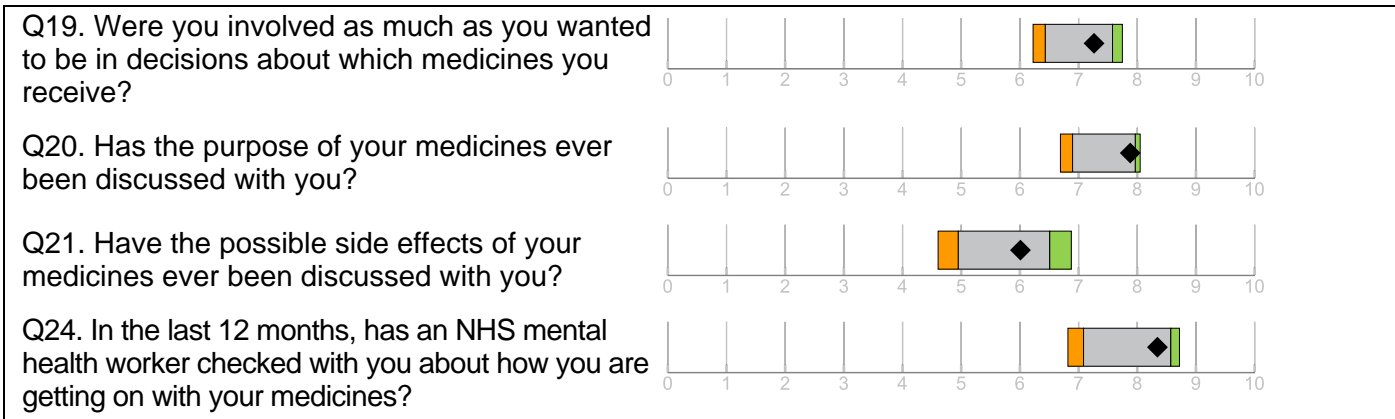 Q19. Were you involved as much as you wanted
to be in decisions about which medicines you
receive?
0 1 2 3 4 5 6 7 8 9 10
Q20. Has the purpose of your medicines ever
been discussed with you?
0 1 2 3 4 5 6 7 8 9 10
Q21. Have the possible side effects of your
medicines ever been discussed with you?
0 1 2 3 4 5 6 7 8 9 10
Q24. In the last 12 months, has an NHS mental
health worker checked with you about how you are
getting on with your medicines?
0 1 2 3 4 5 6 7 8 9 10